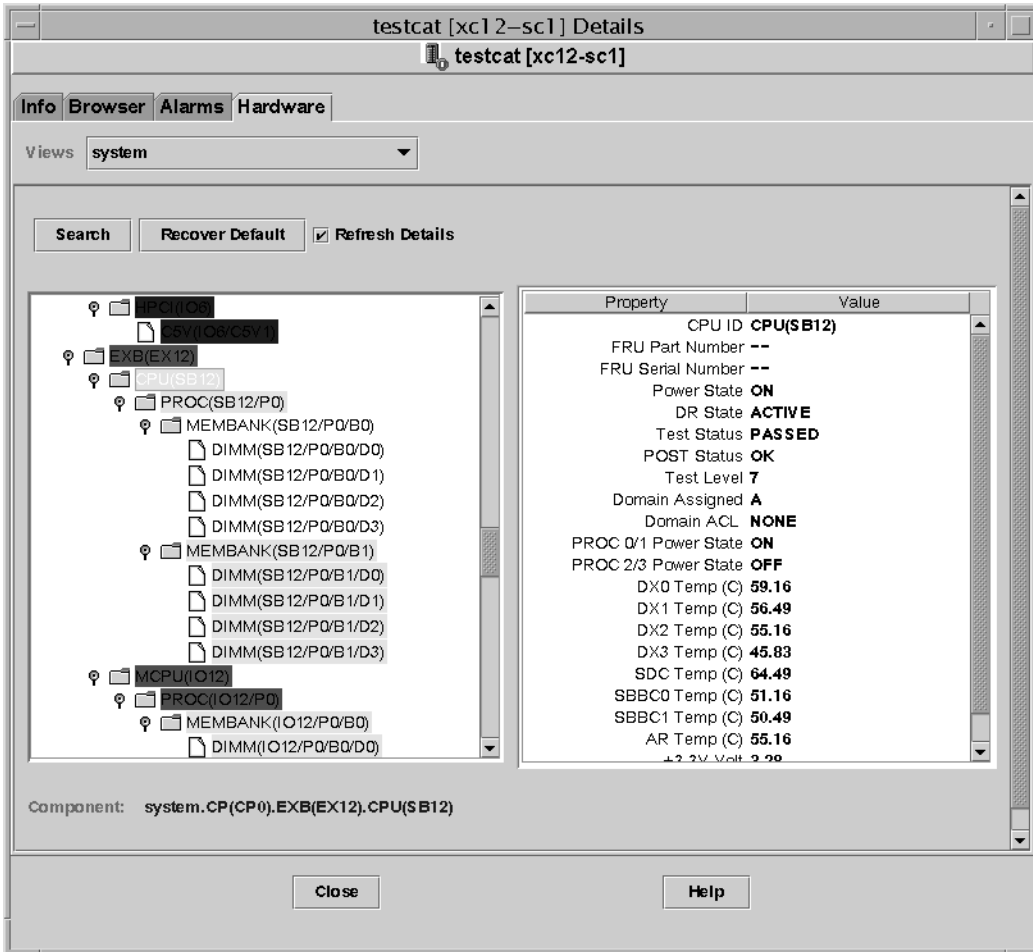 testcat [xc12–sc1] Details
testcat [xc12-sc1]
Info Browser Alarms Hardware
Views system
Search Recover Default Refresh Details
HPCI(IO6)
C5V(IO6/C5V1)
EXB(EX12)
CPU(SB12)
PROC(SB12/P0)
MEMBANK(SB12/P0/B0)
DIMM(SB12/P0/B0/D0)
DIMM(SB12/P0/B0/D1)
DIMM(SB12/P0/B0/D2)
DIMM(SB12/P0/B0/D3)
MEMBANK(SB12/P0/B1)
DIMM(SB12/P0/B1/D0)
DIMM(SB12/P0/B1/D1)
DIMM(SB12/P0/B1/D2)
DIMM(SB12/P0/B1/D3)
MCPU(IO12)
PROC(IO12/P0)
MEMBANK(IO12/P0/B0)
DIMM(IO12/P0/B0/D0)
Property Value
CPU ID CPU(SB12)
FRU Part Number --
FRU Serial Number --
Power State ON
DR State ACTIVE
Test Status PASSED
POST Status OK
Test Level 7
Domain Assigned A
Domain ACL NONE
PROC 0/1 Power State ON
PROC 2/3 Power State OFF
DX0 Temp (C) 59.16
DX1 Temp (C) 56.49
DX2 Temp (C) 55.16
DX3 Temp (C) 45.83
SDC Temp (C) 64.49
SBBC0 Temp (C) 51.16
SBBC1 Temp (C) 50.49
AR Temp (C) 55.16
+3.3V Volt 3.28
Component: system.CP(CP0).EXB(EX12).CPU(SB12)
Close Help